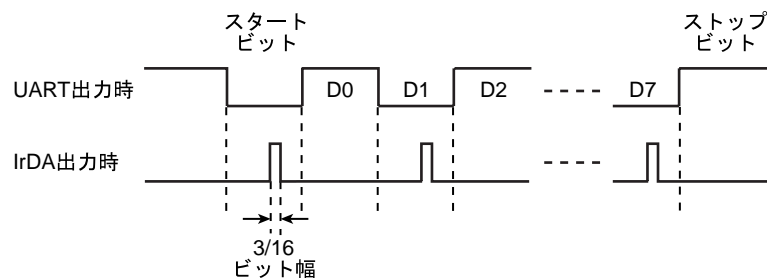 スタート
ビット
ストップ
ビット
UART出力時
D0
D1
D2
D7
IrDA出力時
3/16
ビット幅